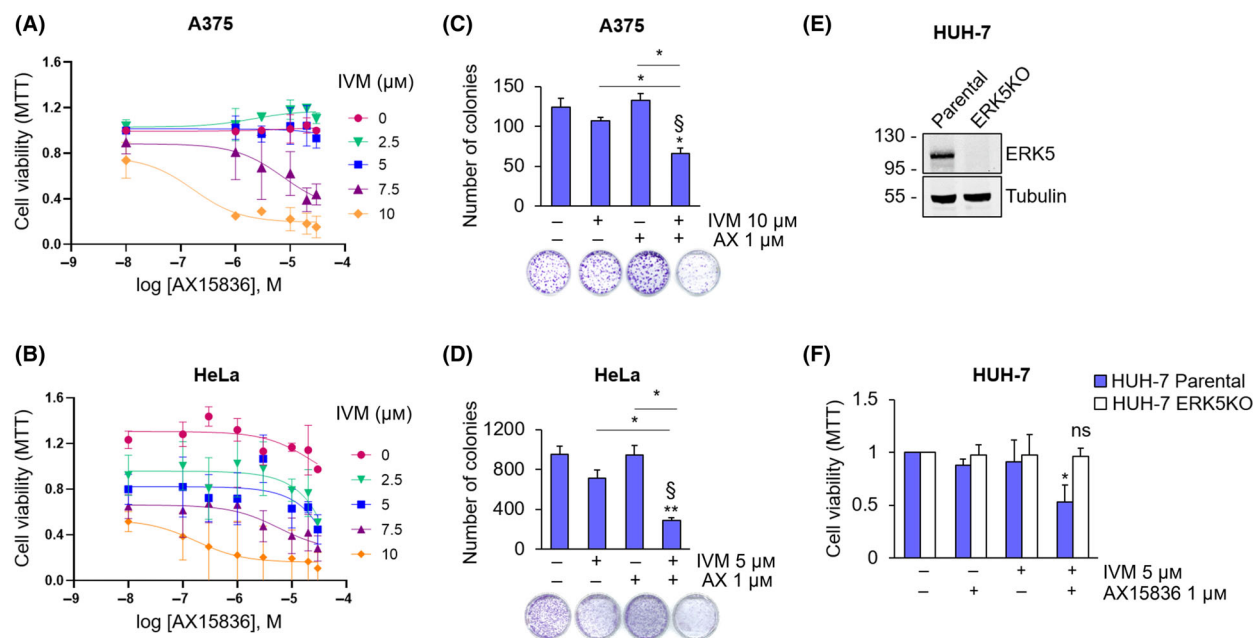 (A)
A375
Cell viability (MTT)
1.6
1.2
0.8
0.4
0.0
–9 –8 –7 –6 –5 –4
log [AX15836], M
IVM (μM)
0
2.5
5
7.5
10
(B)
HeLa
Cell viability (MTT)
1.6
1.2
0.8
0.4
0.0
–9 –8 –7 –6 –5 –4
log [AX15836], M
IVM (μM)
0
2.5
5
7.5
10
(C)
A375
Number of colonies
150
100
50
0
*
*
§
*
– + – + IVM 10 μM
– – + + AX 1 μM
(D)
HeLa
Number of colonies
1200
900
600
300
0
*
*
§
**
– + – + IVM 5 μM
– – + + AX 1 μM
(E)
HUH-7
Parental
ERK5KO
130 -
95 -
55 -
ERK5
Tubulin
(F)
HUH-7
HUH-7 Parental
HUH-7 ERK5KO
Cell viability (MTT)
1.5
1
0.5
0
*
ns
– – + + IVM 5 μM
– + – + AX15836 1 μM